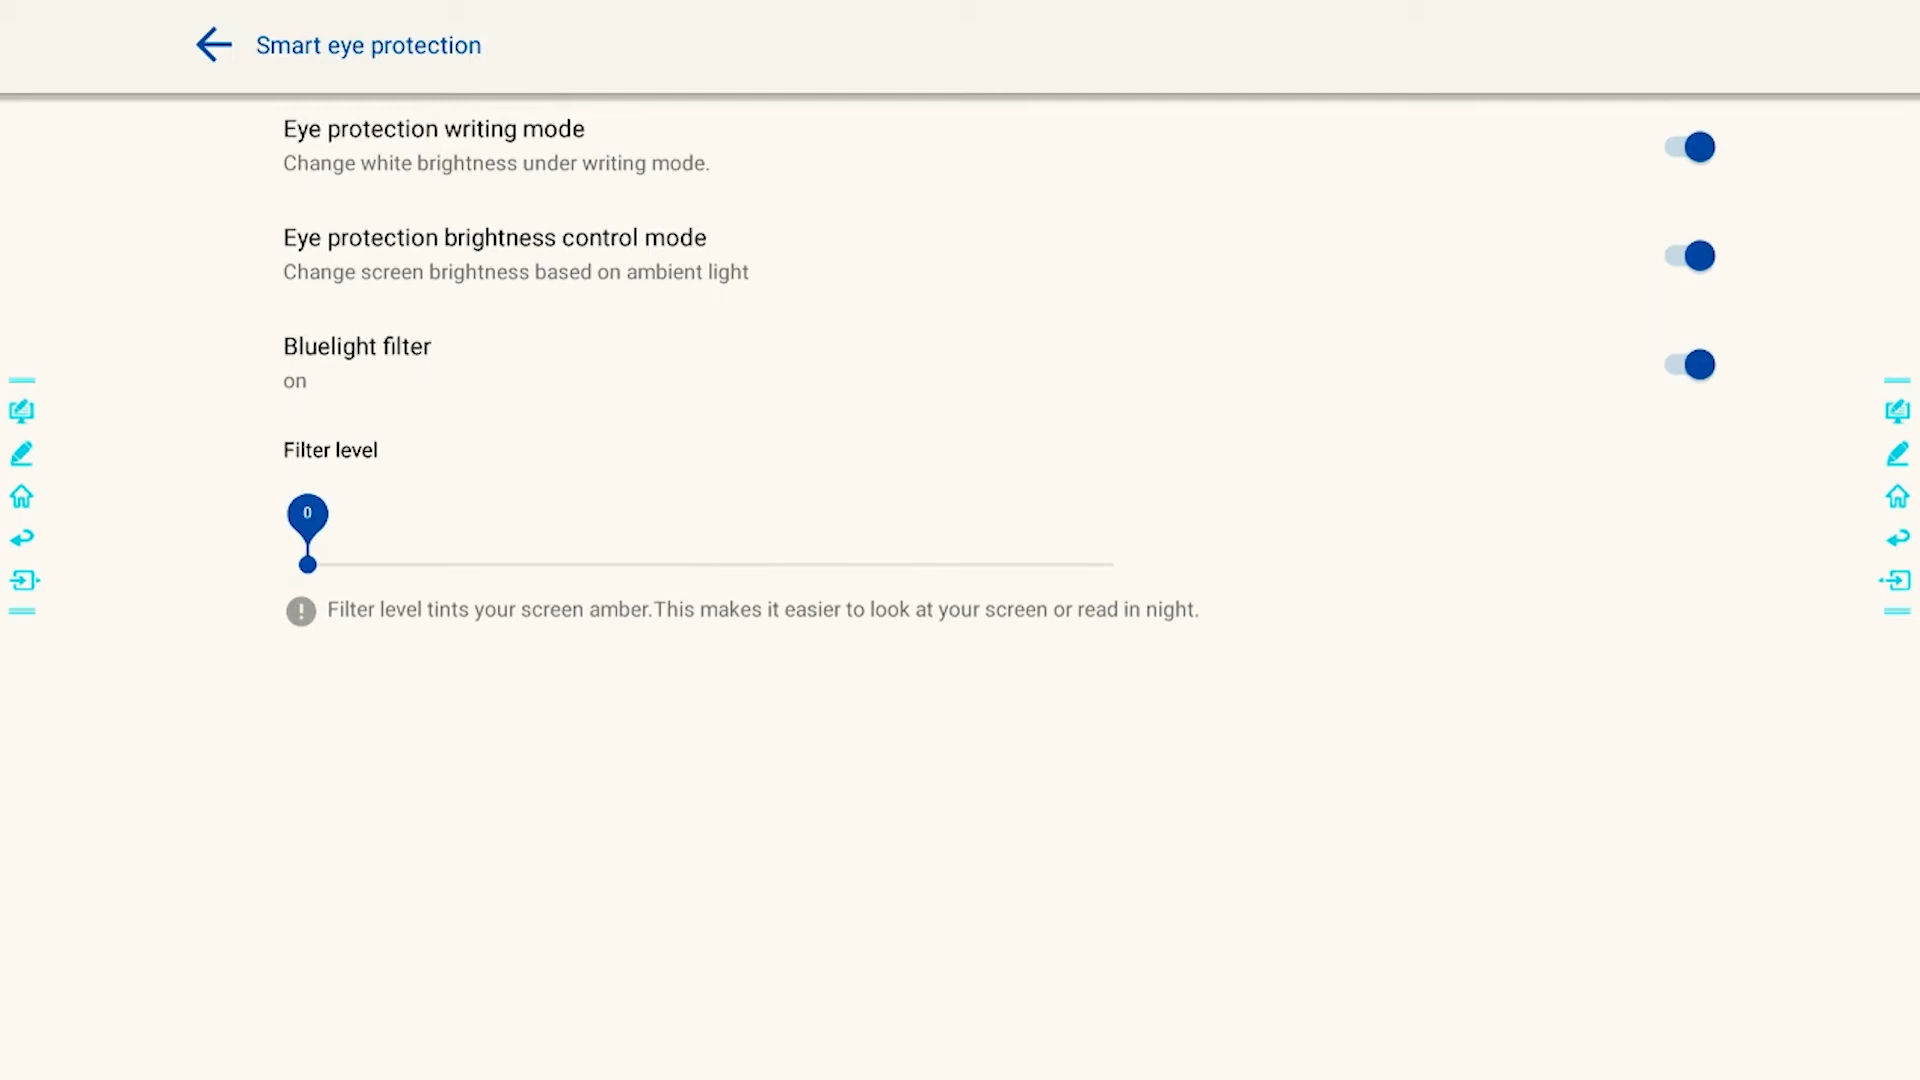 Smart eye protection
Eye protection writing mode
Change white brightness under writing mode.
Eye protection brightness control mode
Change screen brightness based on ambient light
Bluelight filter
on
Filter level
0
Filter level tints your screen amber.This makes it easier to look at your screen or read in night.